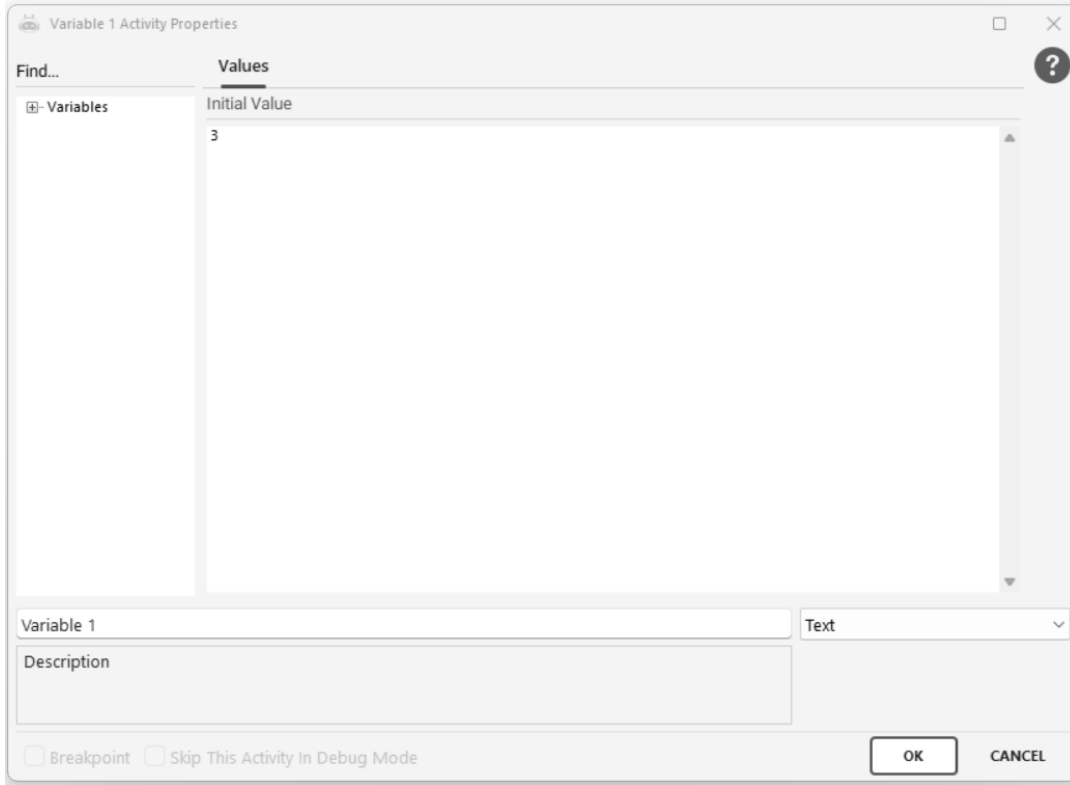 Variable 1 Activity Properties
Find...
Values
?
Variables
Initial Value
3
Variable 1
Text
Description
Breakpoint
Skip This Activity In Debug Mode
OK
CANCEL